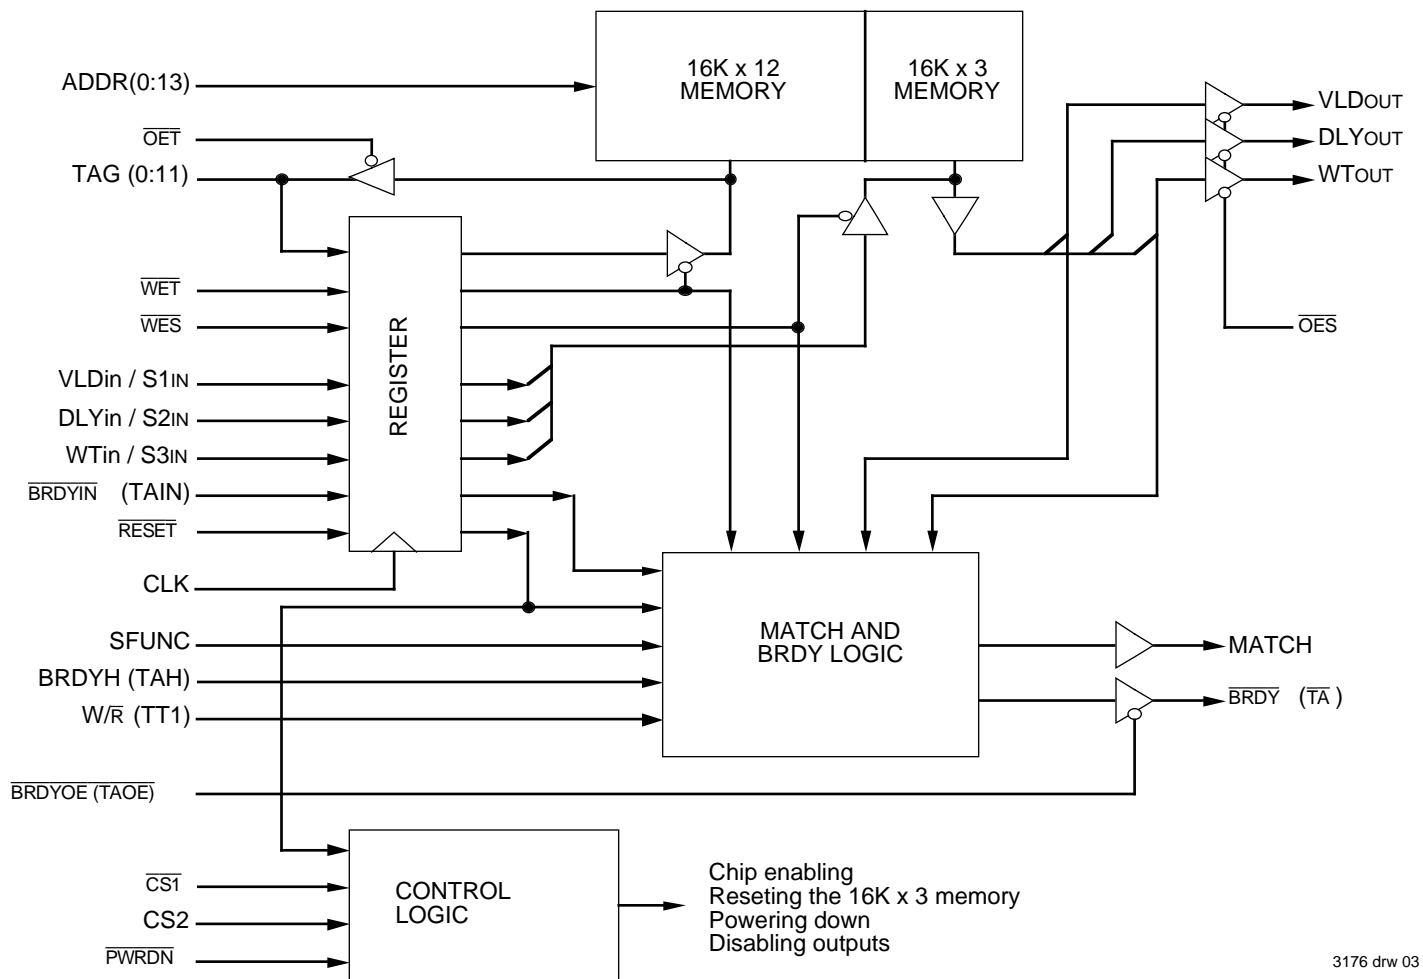 16K x 12
MEMORY
16K x 3
MEMORY
ADDR(0:13)
OET
TAG (0:11)
VLDOUT
DLYOUT
WTOUT
WET
WES
OES
REGISTER
VLDin / S1IN
DLYin / S2IN
WTin / S3IN
BRDYIN (TAIN)
RESET
CLK
SFUNC
BRDYH (TAH)
W/R (TT1)
MATCH AND
BRDY LOGIC
MATCH
BRDY (TA )
BRDYOE (TAOE)
CS1
CS2
PWRDN
CONTROL
LOGIC
Chip enabling
Reseting the 16K x 3 memory
Powering down
Disabling outputs
3176 drw 03